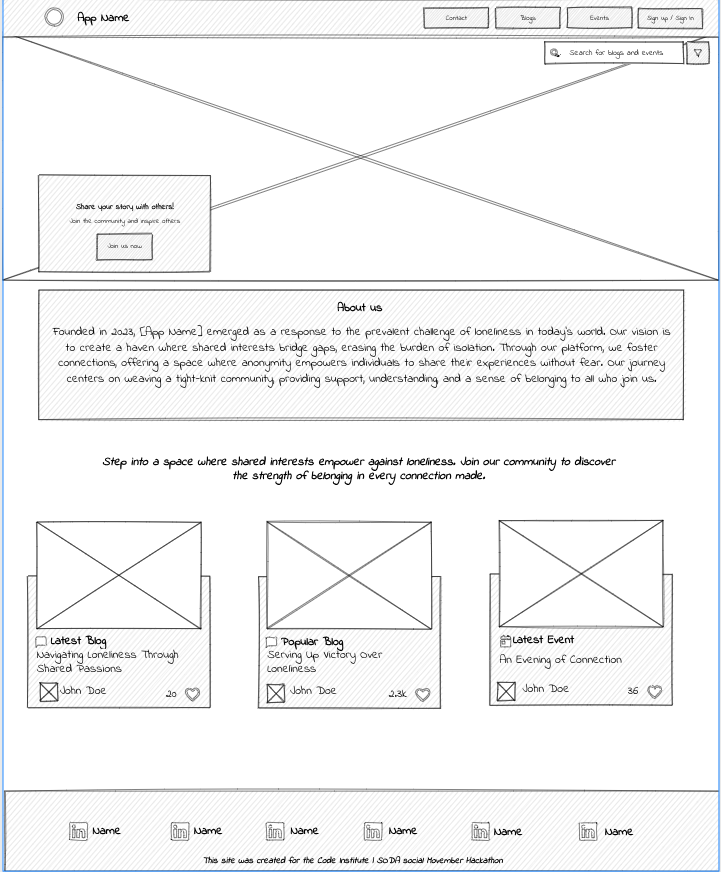 App Name
Contact
Blogs
Events
Sign up / Sign in
Search for blogs and events
Share your story with others!
Join the community and inspire others
Join us now
About us
Founded in 2023, [App Name] emerged as a response to the prevalent challenge of loneliness in today's world. Our vision is
to create a haven where shared interests bridge gaps, erasing the burden of isolation. Through our platform, we foster
connections, offering a space where anonymity empowers individuals to share their experiences without fear. Our journey
centers on weaving a tight-knit community, providing support, understanding, and a sense of belonging to all who join us.
Step into a space where shared interests empower against loneliness. Join our community to discover
the strength of belonging in every connection made.
Latest Blog
Navigating Loneliness Through
Shared Passions
John Doe
20
Popular Blog
Serving Up Victory Over
Loneliness
John Doe
2.3k
Latest Event
An Evening of Connection
John Doe
36
in Name
in Name
in Name
in Name
in Name
in Name
This site was created for the Code Institute | SoDA social November Hackathon